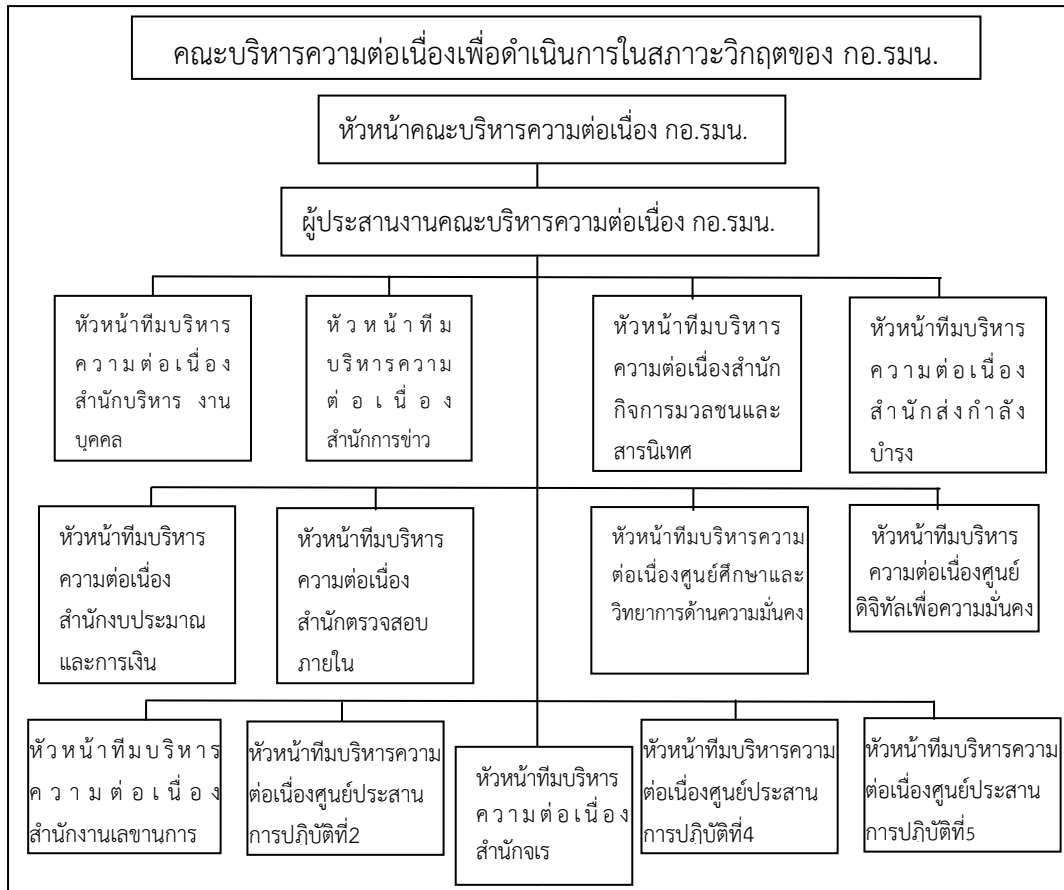 คณะบริหารความต่อเนื่องเพื่อดำเนินการในสภาวะวิกฤตของ กอ.รมน.
หัวหน้าคณะบริหารความต่อเนื่อง กอ.รมน.
ผู้ประสานงานคณะบริหารความต่อเนื่อง กอ.รมน.
หัวหน้าทีมบริหาร
ความต่อเนื่อง
สำนักบริหาร งาน
บุคคล
หัวหน้าทีม
บริหารความ
ต่อเนื่อง
สำนักการข่าว
หัวหน้าทีมบริหาร
ความต่อเนื่องสำนัก
กิจการมวลชนและ
สารนิเทศ
หัวหน้าทีมบริหาร
ความต่อเนื่อง
สำนักส่งกำลัง
บำรุง
หัวหน้าทีมบริหาร
ความต่อเนื่อง
สำนักงบประมาณ
และการเงิน
หัวหน้าทีมบริหาร
ความต่อเนื่อง
สำนักตรวจสอบ
ภายใน
หัวหน้าทีมบริหารความ
ต่อเนื่องศูนย์ศึกษาและ
วิทยาการด้านความมั่นคง
หัวหน้าทีมบริหาร
ความต่อเนื่องศูนย์
ดิจิทัลเพื่อความมั่นคง
หัวหน้าทีมบริหาร
ความต่อเนื่อง
สำนักงานเลขานการ
หัวหน้าทีมบริหารความ
ต่อเนื่องศูนย์ประสาน
การปฏิบัติที่2
หัวหน้าทีมบริหาร
ความต่อเนื่อง
สำนักจเร
หัวหน้าทีมบริหารความ
ต่อเนื่องศูนย์ประสาน
การปฏิบัติที่4
หัวหน้าทีมบริหารความ
ต่อเนื่องศูนย์ประสาน
การปฏิบัติที่5